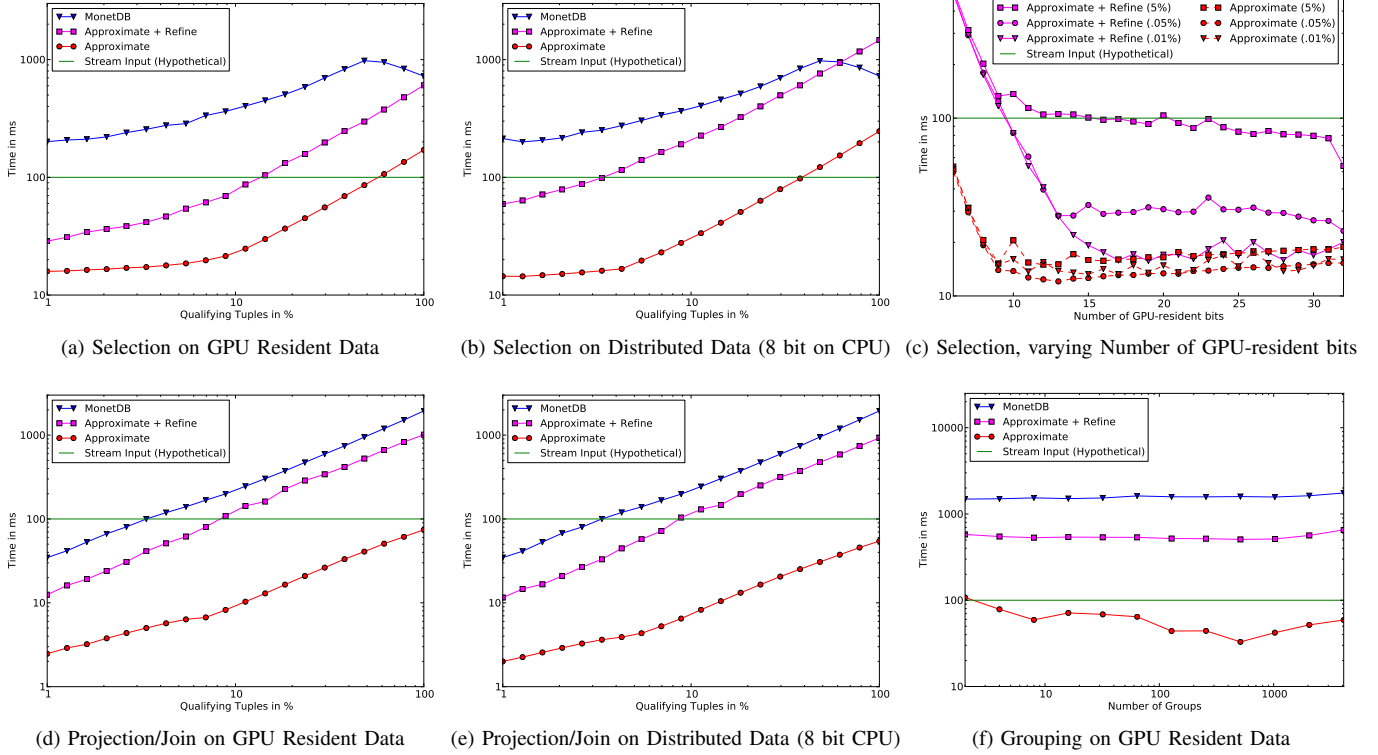 MonetDB
Approximate + Refine
Approximate
Stream Input (Hypothetical)
1000
100
10
Time in ms
1 10 100
Qualifying Tuples in %
(a) Selection on GPU Resident Data
MonetDB
Approximate + Refine
Approximate
Stream Input (Hypothetical)
1000
100
10
Time in ms
1 10 100
Qualifying Tuples in %
(b) Selection on Distributed Data (8 bit on CPU)
Approximate + Refine (5%) Approximate (5%)
Approximate + Refine (.05%) Approximate (.05%)
Approximate + Refine (.01%) Approximate (.01%)
Stream Input (Hypothetical)
100
10
Time in ms
10 15 20 25 30
Number of GPU-resident bits
(c) Selection, varying Number of GPU-resident bits
MonetDB
Approximate + Refine
Approximate
Stream Input (Hypothetical)
1000
100
10
1
Time in ms
1 10 100
Qualifying Tuples in %
(d) Projection/Join on GPU Resident Data
MonetDB
Approximate + Refine
Approximate
Stream Input (Hypothetical)
1000
100
10
1
Time in ms
1 10 100
Qualifying Tuples in %
(e) Projection/Join on Distributed Data (8 bit CPU)
MonetDB
Approximate + Refine
Approximate
Stream Input (Hypothetical)
10000
1000
100
10
Time in ms
10 100 1000
Number of Groups
(f) Grouping on GPU Resident Data